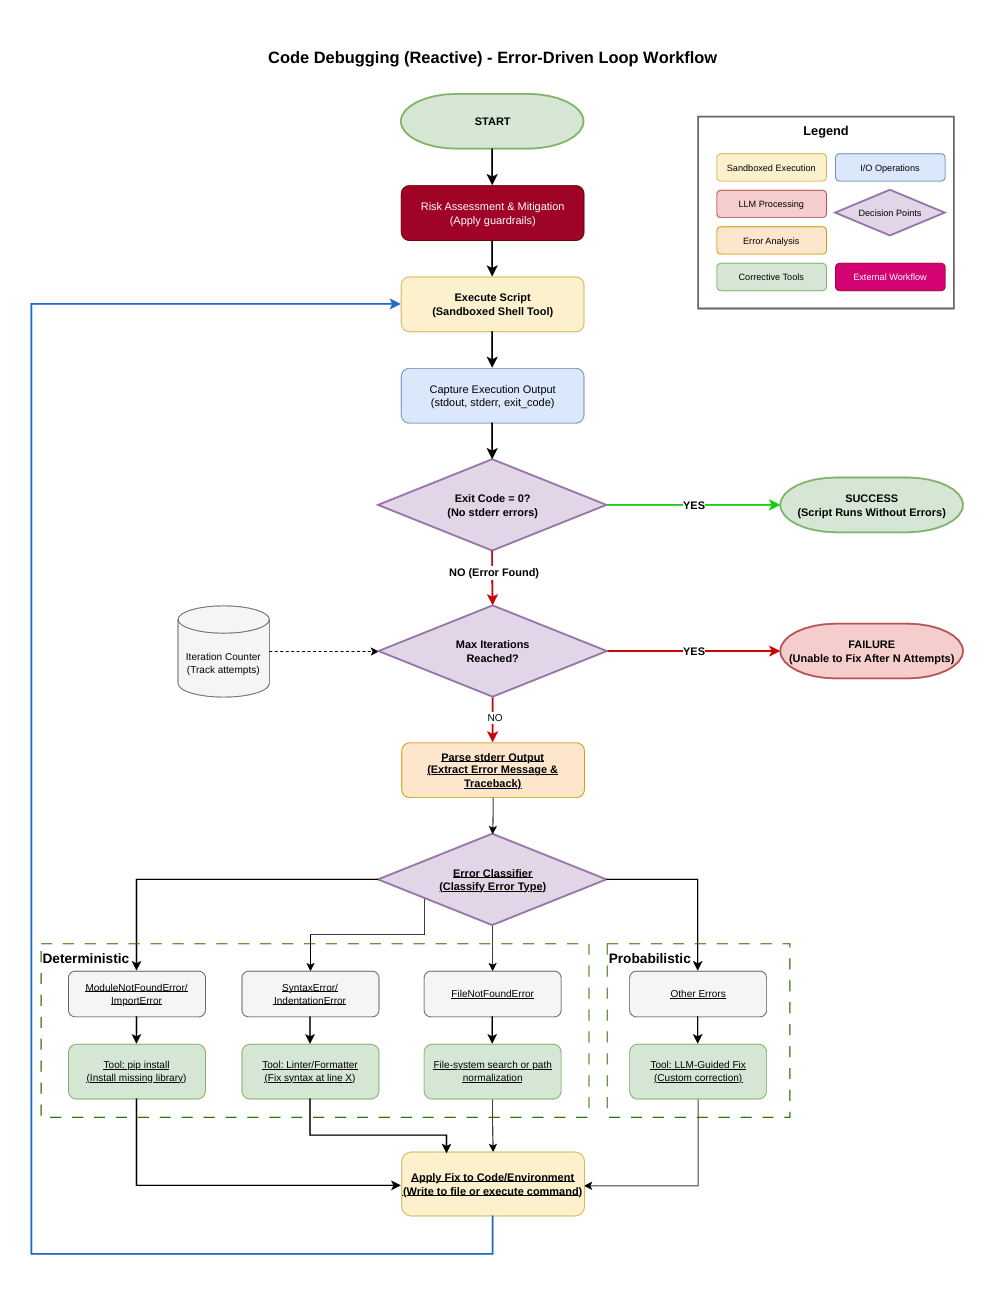 Code Debugging (Reactive) - Error-Driven Loop Workflow
START
Legend
Sandboxed Execution
I/O Operations
LLM Processing
Decision Points
Error Analysis
Corrective Tools
External Workflow
Risk Assessment & Mitigation
(Apply guardrails)
Execute Script
(Sandboxed Shell Tool)
Capture Execution Output
(stdout, stderr, exit_code)
Exit Code = 0?
(No stderr errors)
YES
SUCCESS
(Script Runs Without Errors)
NO (Error Found)
Iteration Counter
(Track attempts)
Max Iterations
Reached?
YES
FAILURE
(Unable to Fix After N Attempts)
NO
Parse stderr Output
(Extract Error Message &
Traceback)
Error Classifier
(Classify Error Type)
Deterministic
Probabilistic
ModuleNotFoundError/
ImportError
SyntaxError/
IndentationError
FileNotFoundError
Other Errors
Tool: pip install
(Install missing library)
Tool: Linter/Formatter
(Fix syntax at line X)
File-system search or path
normalization
Tool: LLM-Guided Fix
(Custom correction)
Apply Fix to Code/Environment
(Write to file or execute command)